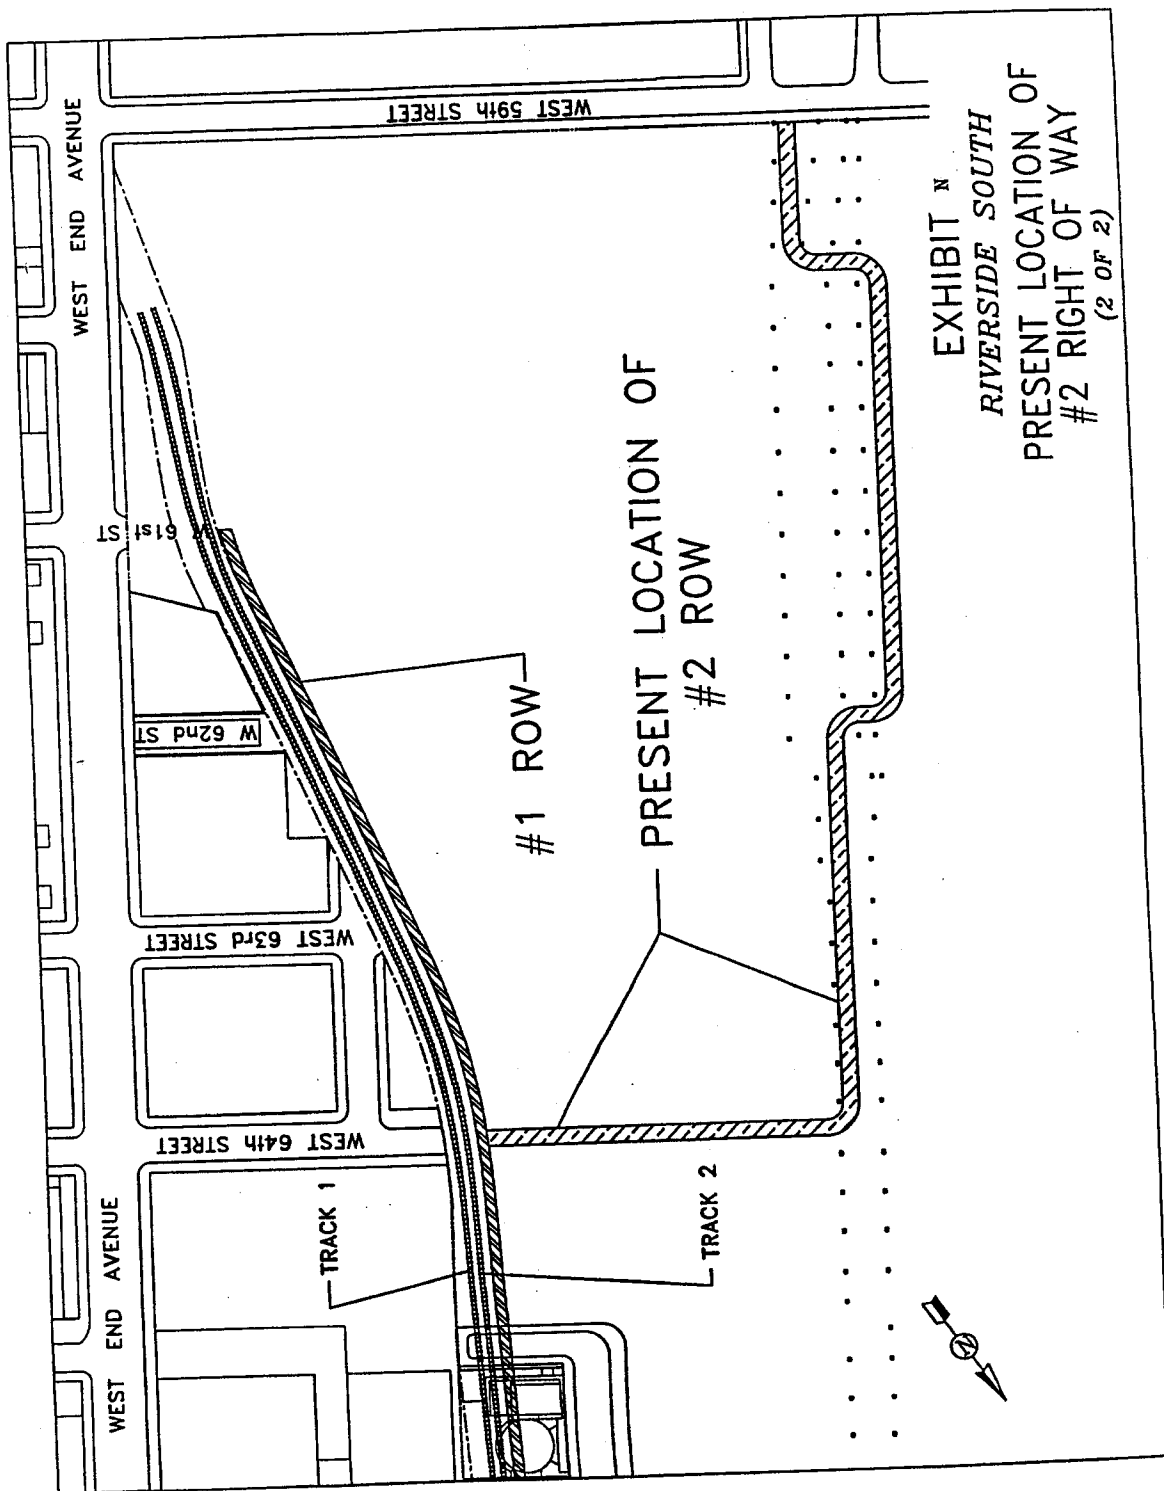 EXHIBIT N
RIVERSIDE SOUTH
PRESENT LOCATION OF
#2 RIGHT OF WAY
(2 OF 2)
WEST END AVENUE
WEST END AVENUE
WEST 59th STREET
W 61st ST
W 62nd ST
WEST 63rd STREET
WEST 64th STREET
#1 ROW
PRESENT LOCATION OF
#2 ROW
TRACK 1
TRACK 2
N